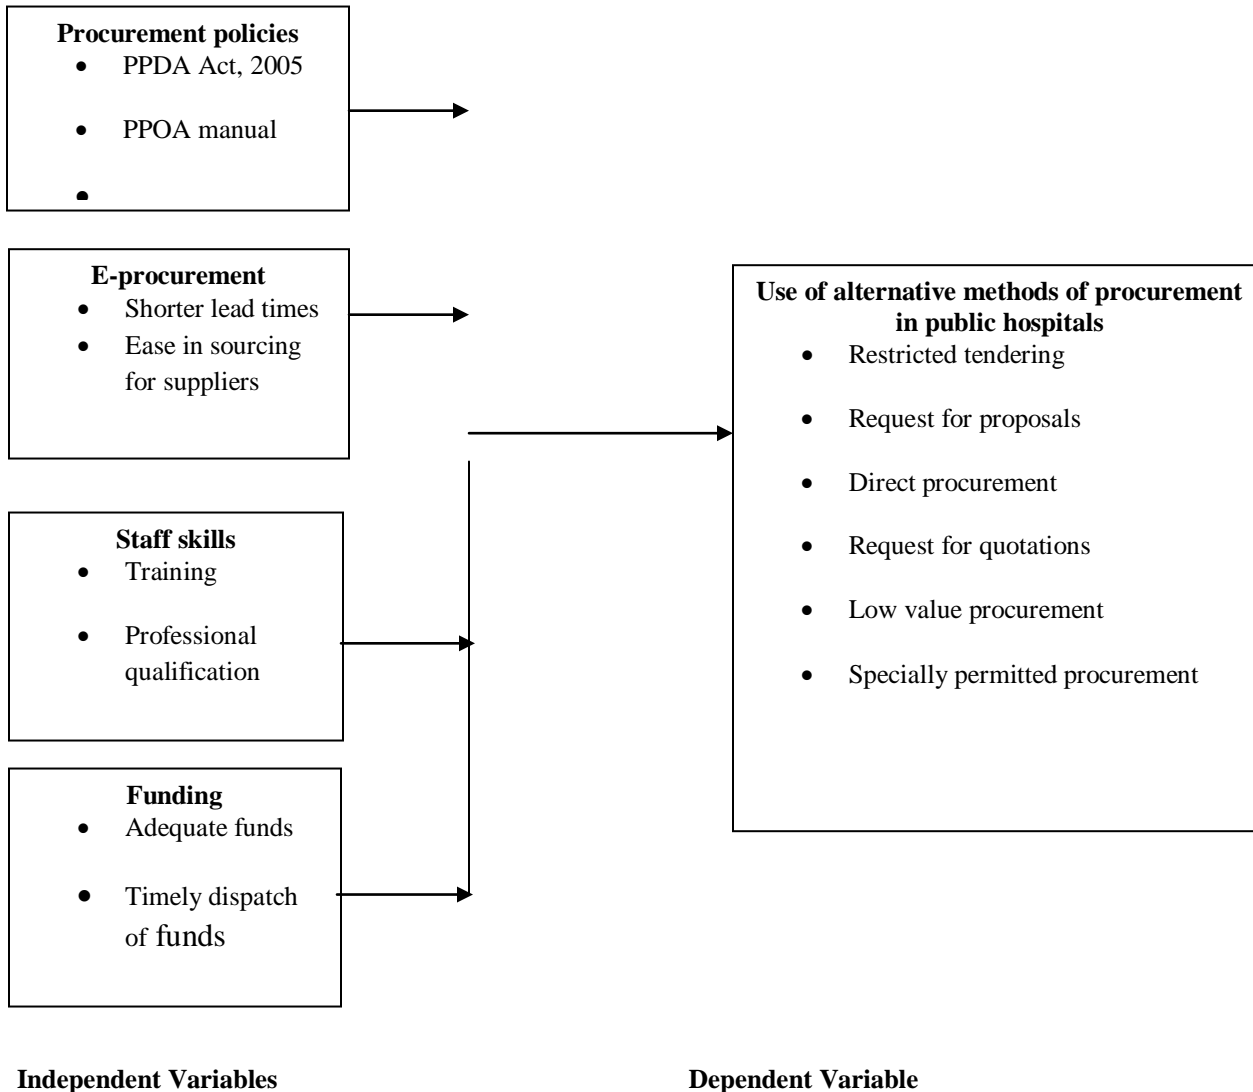 Procurement policies
• PPDA Act, 2005
• PPOA manual
•
E-procurement
• Shorter lead times
• Ease in sourcing
for suppliers
Staff skills
• Training
• Professional
qualification
Funding
• Adequate funds
• Timely dispatch
of funds
Use of alternative methods of procurement
in public hospitals
• Restricted tendering
• Request for proposals
• Direct procurement
• Request for quotations
• Low value procurement
• Specially permitted procurement
Independent Variables
Dependent Variable